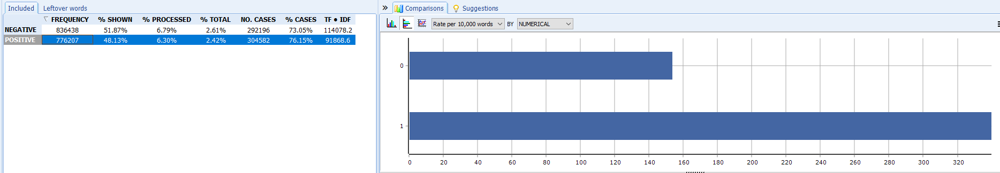 Included Leftover words
FREQUENCY % SHOWN % PROCESSED % TOTAL NO. CASES % CASES TF • IDF
NEGATIVE 836438 51.87% 6.79% 2.61% 292196 73.05% 114078.2
POSITIVE 776207 48.13% 6.30% 2.42% 304582 76.15% 91868.6
» Comparisons Suggestions
Rate per 10,000 words BY NUMERICAL
0
1
0 20 40 60 80 100 120 140 160 180 200 220 240 260 280 300 320